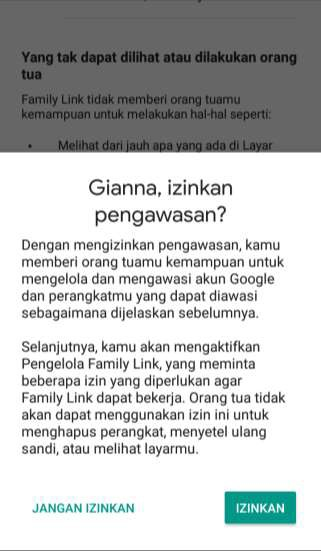 Yang tak dapat dilihat atau dilakukan orang
tua
Family Link tidak memberi orang tuamu
kemampuan untuk melakukan hal-hal seperti:
• Melihat dari jauh apa yang ada di Layar
Gianna, izinkan
pengawasan?
Dengan mengizinkan pengawasan, kamu
memberi orang tuamu kemampuan untuk
mengelola dan mengawasi akun Google
dan perangkatmu yang dapat diawasi
sebagaimana dijelaskan sebelumnya.
Selanjutnya, kamu akan mengaktifkan
Pengelola Family Link, yang meminta
beberapa izin yang diperlukan agar
Family Link dapat bekerja. Orang tua tidak
akan dapat menggunakan izin ini untuk
menghapus perangkat, menyetel ulang
sandi, atau melihat layarmu.
JANGAN IZINKAN
IZINKAN